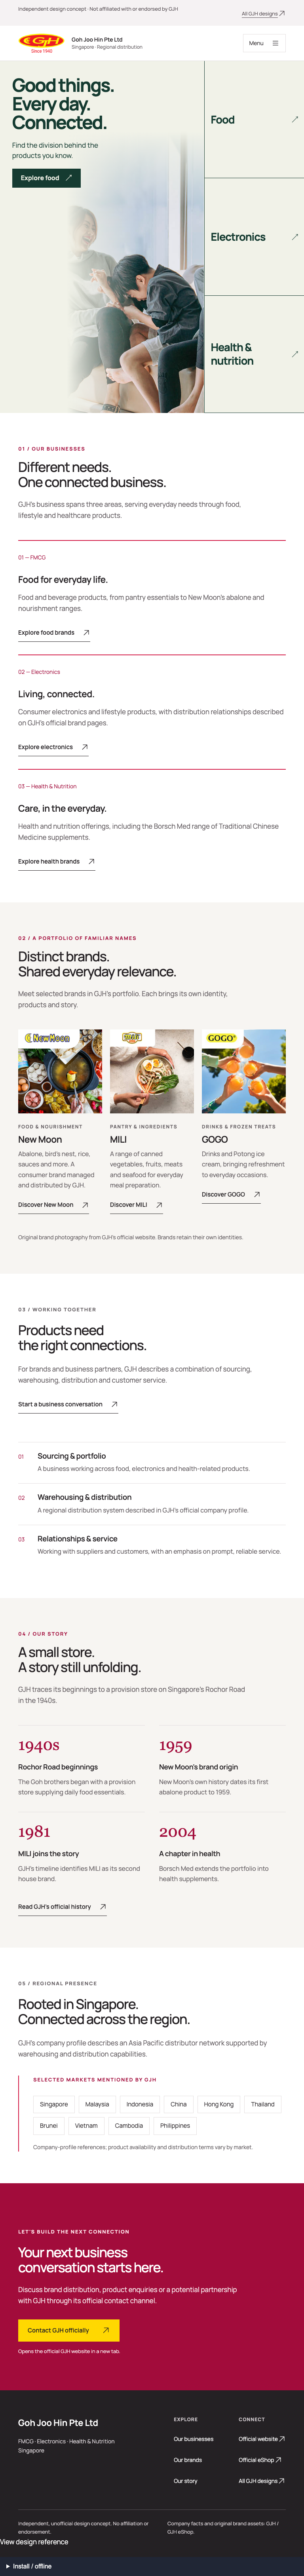 Independent design concept · Not affiliated with or endorsed by GJH
All GJH designs
GJH
Since 1940
Goh Joo Hin Pte Ltd
Singapore · Regional distribution
Menu
Good things.
Every day.
Connected.
Find the division behind the
products you know.
Explore food
Food
Electronics
Health &
nutrition
01 / OUR BUSINESSES
Different needs.
One connected business.
GJH's business spans three areas, serving everyday needs through food,
lifestyle and healthcare products.
01 — FMCG
Food for everyday life.
Food and beverage products, from pantry essentials to New Moon's abalone and
nourishment ranges.
Explore food brands
02 — Electronics
Living, connected.
Consumer electronics and lifestyle products, with distribution relationships described
on GJH's official brand pages.
Explore electronics
03 — Health & Nutrition
Care, in the everyday.
Health and nutrition offerings, including the Borsch Med range of Traditional Chinese
Medicine supplements.
Explore health brands
02 / A PORTFOLIO OF FAMILIAR NAMES
Distinct brands.
Shared everyday relevance.
Meet selected brands in GJH's portfolio. Each brings its own identity,
products and story.
New Moon
GOGO
FOOD & NOURISHMENT
New Moon
Abalone, bird's nest, rice,
sauces and more. A
consumer brand managed
and distributed by GJH.
Discover New Moon
PANTRY & INGREDIENTS
MILI
A range of canned
vegetables, fruits, meats
and seafood for everyday
meal preparation.
Discover MILI
DRINKS & FROZEN TREATS
GOGO
Drinks and Potong ice
cream, bringing refreshment
to everyday occasions.
Discover GOGO
Original brand photography from GJH's official website. Brands retain their own identities.
03 / WORKING TOGETHER
Products need
the right connections.
For brands and business partners, GJH describes a combination of sourcing,
warehousing, distribution and customer service.
Start a business conversation
01 Sourcing & portfolio
A business working across food, electronics and health-related products.
02 Warehousing & distribution
A regional distribution system described in GJH's official company profile.
03 Relationships & service
Working with suppliers and customers, with an emphasis on prompt, reliable service.
04 / OUR STORY
A small store.
A story still unfolding.
GJH traces its beginnings to a provision store on Singapore's Rochor Road
in the 1940s.
1940s
Rochor Road beginnings
The Goh brothers began with a provision
store supplying daily food essentials.
1959
New Moon's brand origin
New Moon's own history dates its first
abalone product to 1959.
1981
MILI joins the story
GJH's timeline identifies MILI as its second
house brand.
2004
A chapter in health
Borsch Med extends the portfolio into
health supplements.
Read GJH's official history
05 / REGIONAL PRESENCE
Rooted in Singapore.
Connected across the region.
GJH's company profile describes an Asia Pacific distributor network supported by
warehousing and distribution capabilities.
SELECTED MARKETS MENTIONED BY GJH
Singapore Malaysia Indonesia China Hong Kong Thailand
Brunei Vietnam Cambodia Philippines
Company-profile references; product availability and distribution terms vary by market.
LET'S BUILD THE NEXT CONNECTION
Your next business
conversation starts here.
Discuss brand distribution, product enquiries or a potential partnership
with GJH through its official contact channel.
Contact GJH officially
Opens the official GJH website in a new tab.
Goh Joo Hin Pte Ltd
FMCG · Electronics · Health & Nutrition
Singapore
EXPLORE
Our businesses
Our brands
Our story
CONNECT
Official website
Official eShop
All GJH designs
Independent, unofficial design concept. No affiliation or
endorsement.
Company facts and original brand assets: GJH /
GJH eShop.
View design reference
Install / offline